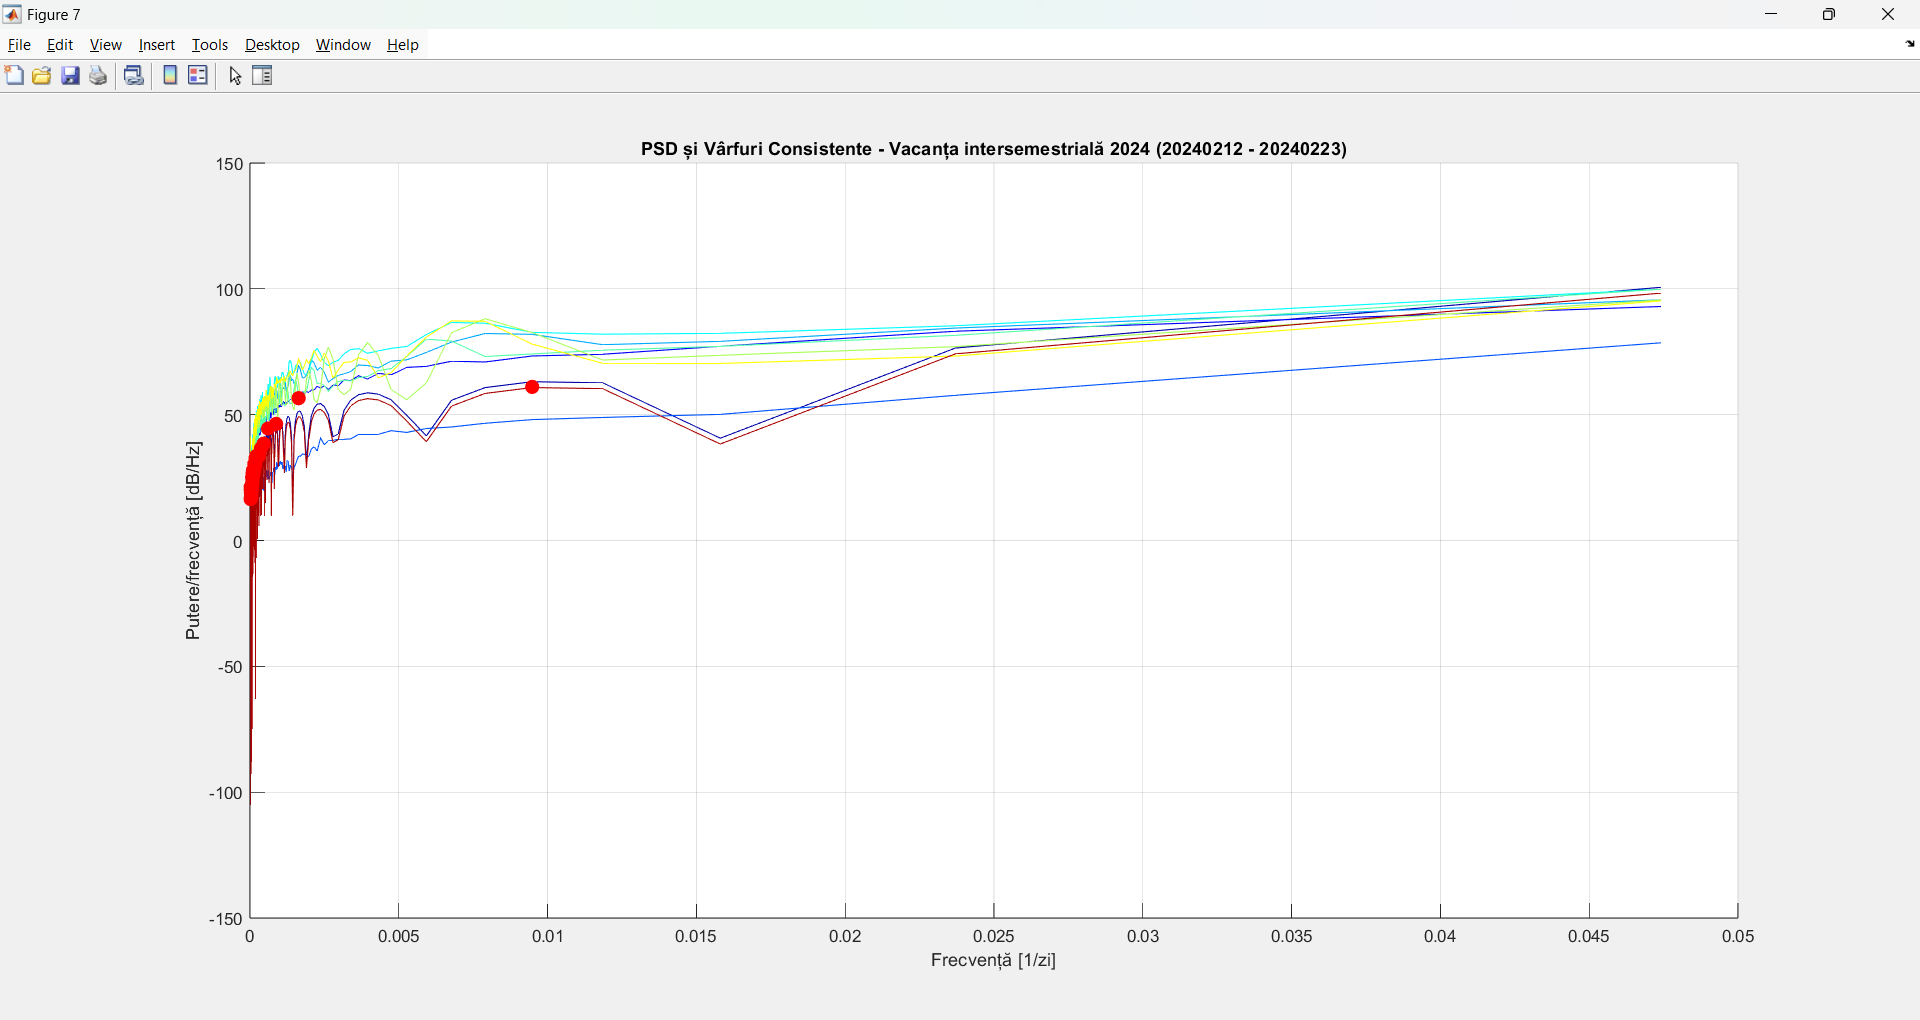 Figure 7
File Edit View Insert Tools Desktop Window Help
PSD și Vârfuri Consistente - Vacanța intersemestrială 2024 (20240212 - 20240223)
150
100
50
0
-50
-100
-150
Putere/frecvență [dB/Hz]
0 0.005 0.01 0.015 0.02 0.025 0.03 0.035 0.04 0.045 0.05
Frecvență [1/zi]